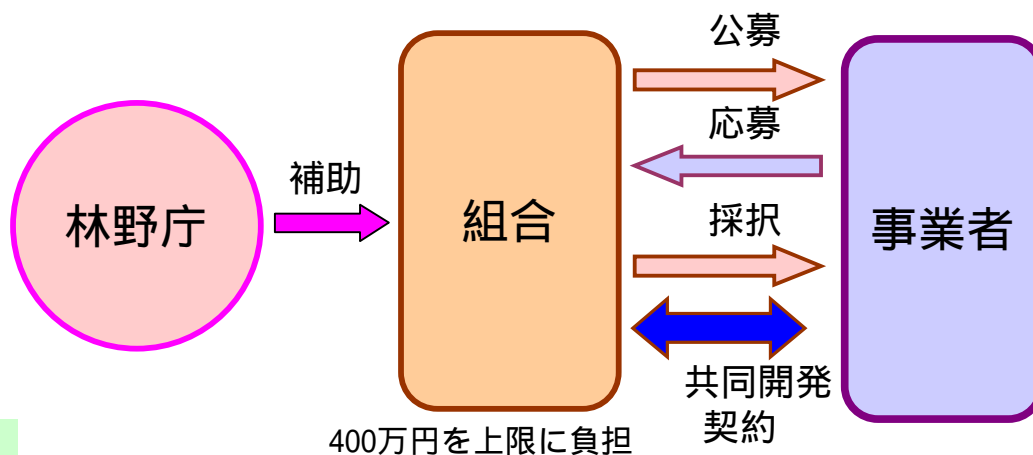 林野庁
補助
組合
400万円を上限に負担
公募
応募
採択
共同開発
契約
事業者